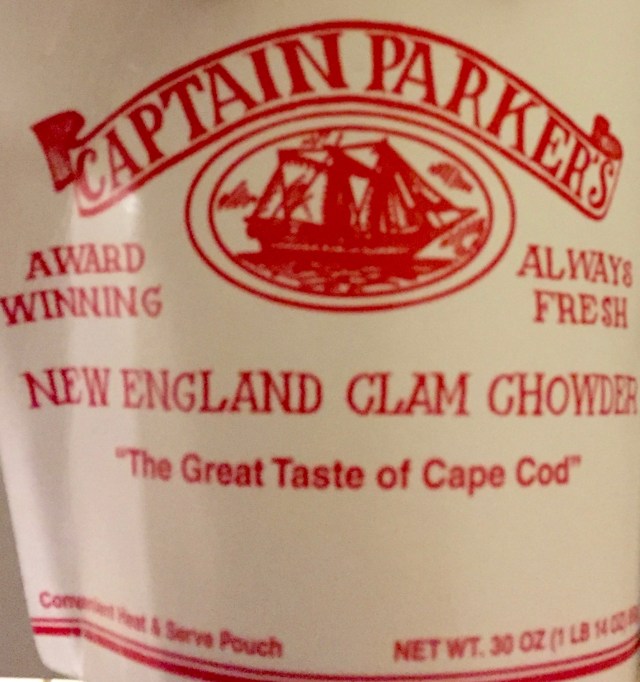 CAPTAIN PARKER'S
AWARD
WINNING
ALWAYS
FRESH
NEW ENGLAND CLAM CHOWDER
"The Great Taste of Cape Cod"
Convenient Heat & Serve Pouch
NET WT. 30 OZ (1 LB 14 OZ)